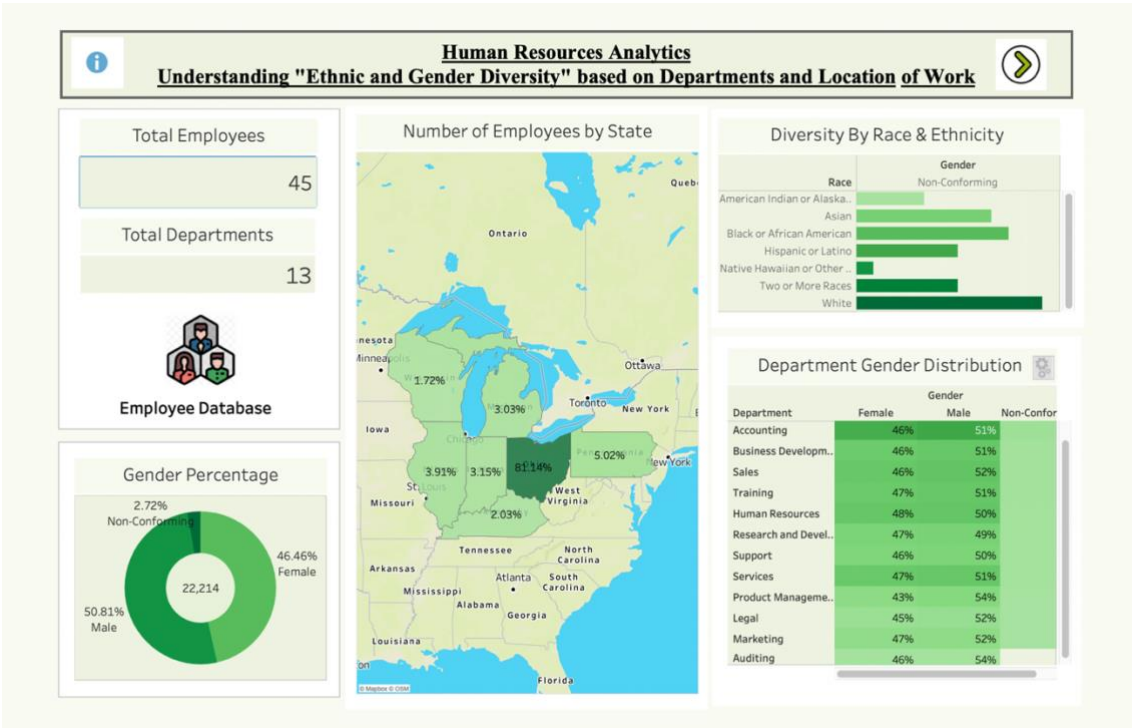 Human Resources Analytics
Understanding "Ethnic and Gender Diversity" based on Departments and Location of Work
Total Employees
45
Total Departments
13
Employee Database
Gender Percentage
2.72%
Non-Conforming
46.46%
Female
22,214
50.81%
Male
Number of Employees by State
Queb
Ontario
nesota
Minneapolis
Ottawa
1.72%
Toronto
3.03%
New York
Iowa
Chicago
3.91%
3.15%
81.14%
5.02%
New York
St. Louis
West
Virginia
Missouri
2.03%
Tennessee
North
Carolina
Arkansas
Atlanta
South
Carolina
Mississippi
Alabama
Georgia
Louisiana
on
Florida
© Mapbox © OSM
Diversity By Race & Ethnicity
Gender
Race Non-Conforming
American Indian or Alaska..
Asian
Black or African American
Hispanic or Latino
Native Hawaiian or Other ..
Two or More Races
White
Department Gender Distribution
Gender
Department Female Male Non-Confor
Accounting 46% 51%
Business Developm.. 46% 51%
Sales 46% 52%
Training 47% 51%
Human Resources 48% 50%
Research and Devel.. 47% 49%
Support 46% 50%
Services 47% 51%
Product Manageme.. 43% 54%
Legal 45% 52%
Marketing 47% 52%
Auditing 46% 54%